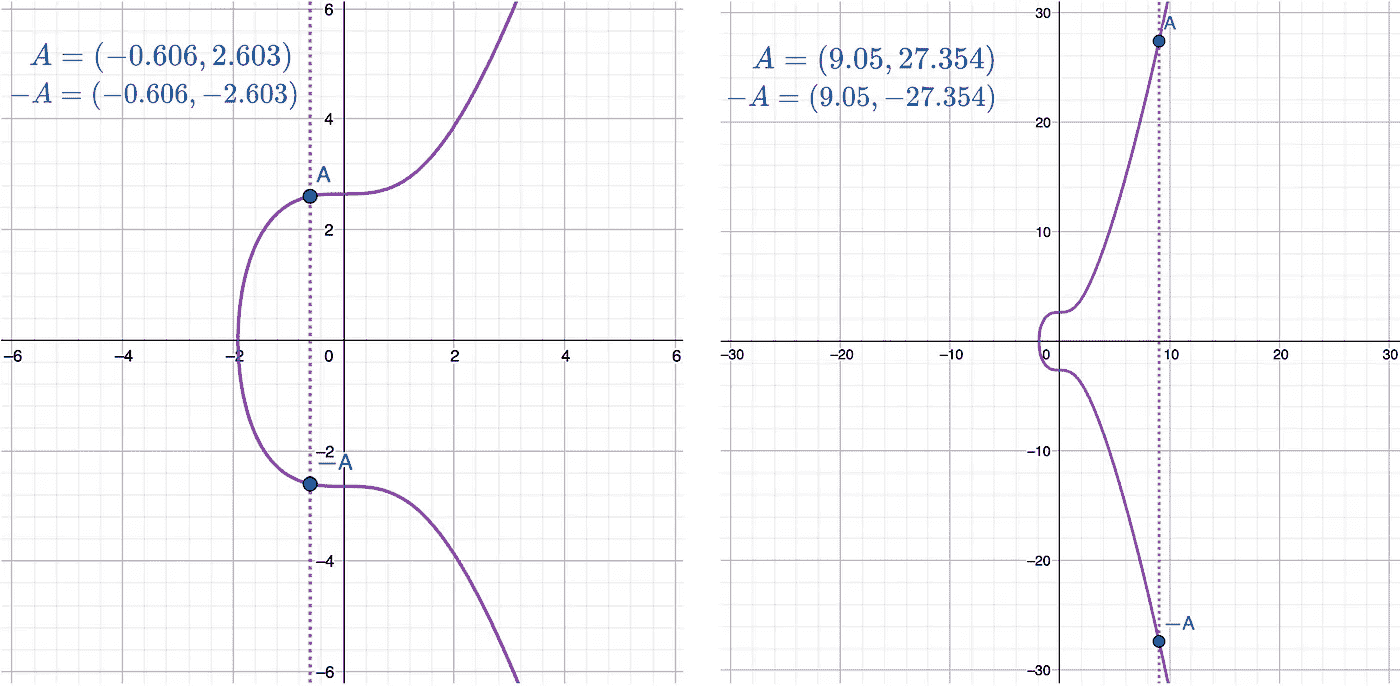 A = (−0.606, 2.603)
−A = (−0.606, −2.603)
6
4
A
2
−6 −4 −2 0 2 4 6
−2
−A
−4
−6
A = (9.05, 27.354)
−A = (9.05, −27.354)
30
A
20
10
−30 −20 −10 0 10 20 30
−10
−20
−A
−30